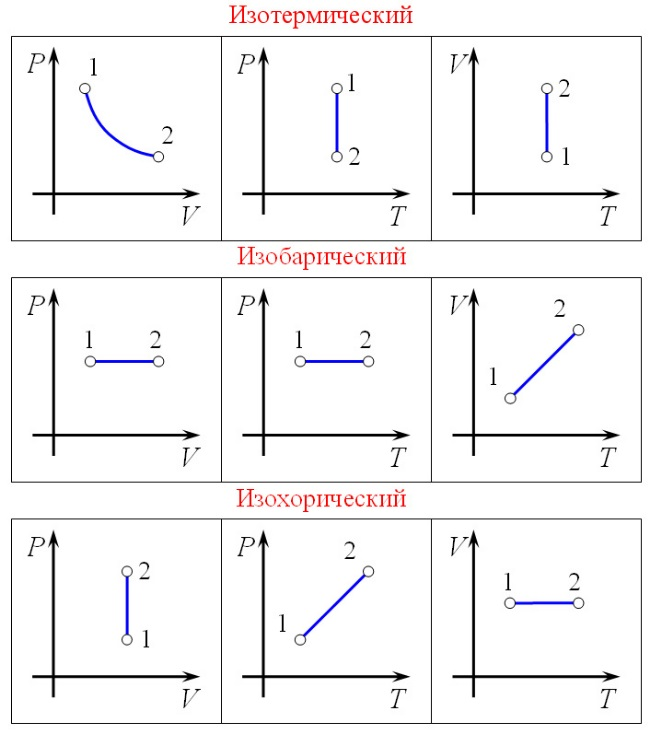 Изотермический
P 1 2 V
P 1 2 T
V 2 1 T
Изобарический
P 1 2 V
P 1 2 T
V 2 1 T
Изохорический
P 2 1 V
P 2 1 T
V 1 2 T